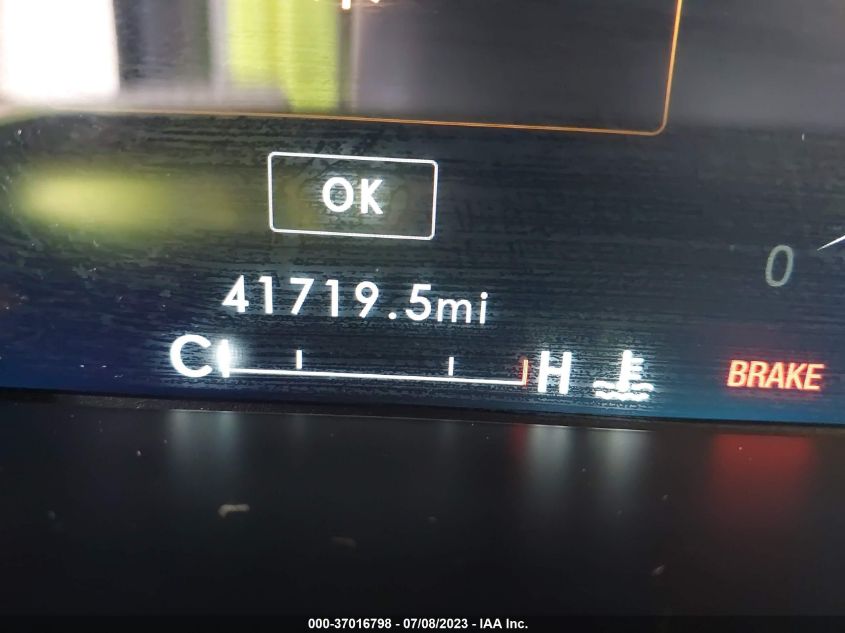 OK
0
41719.5mi
C H BRAKE
000-37016798 - 07/08/2023 - IAA Inc.